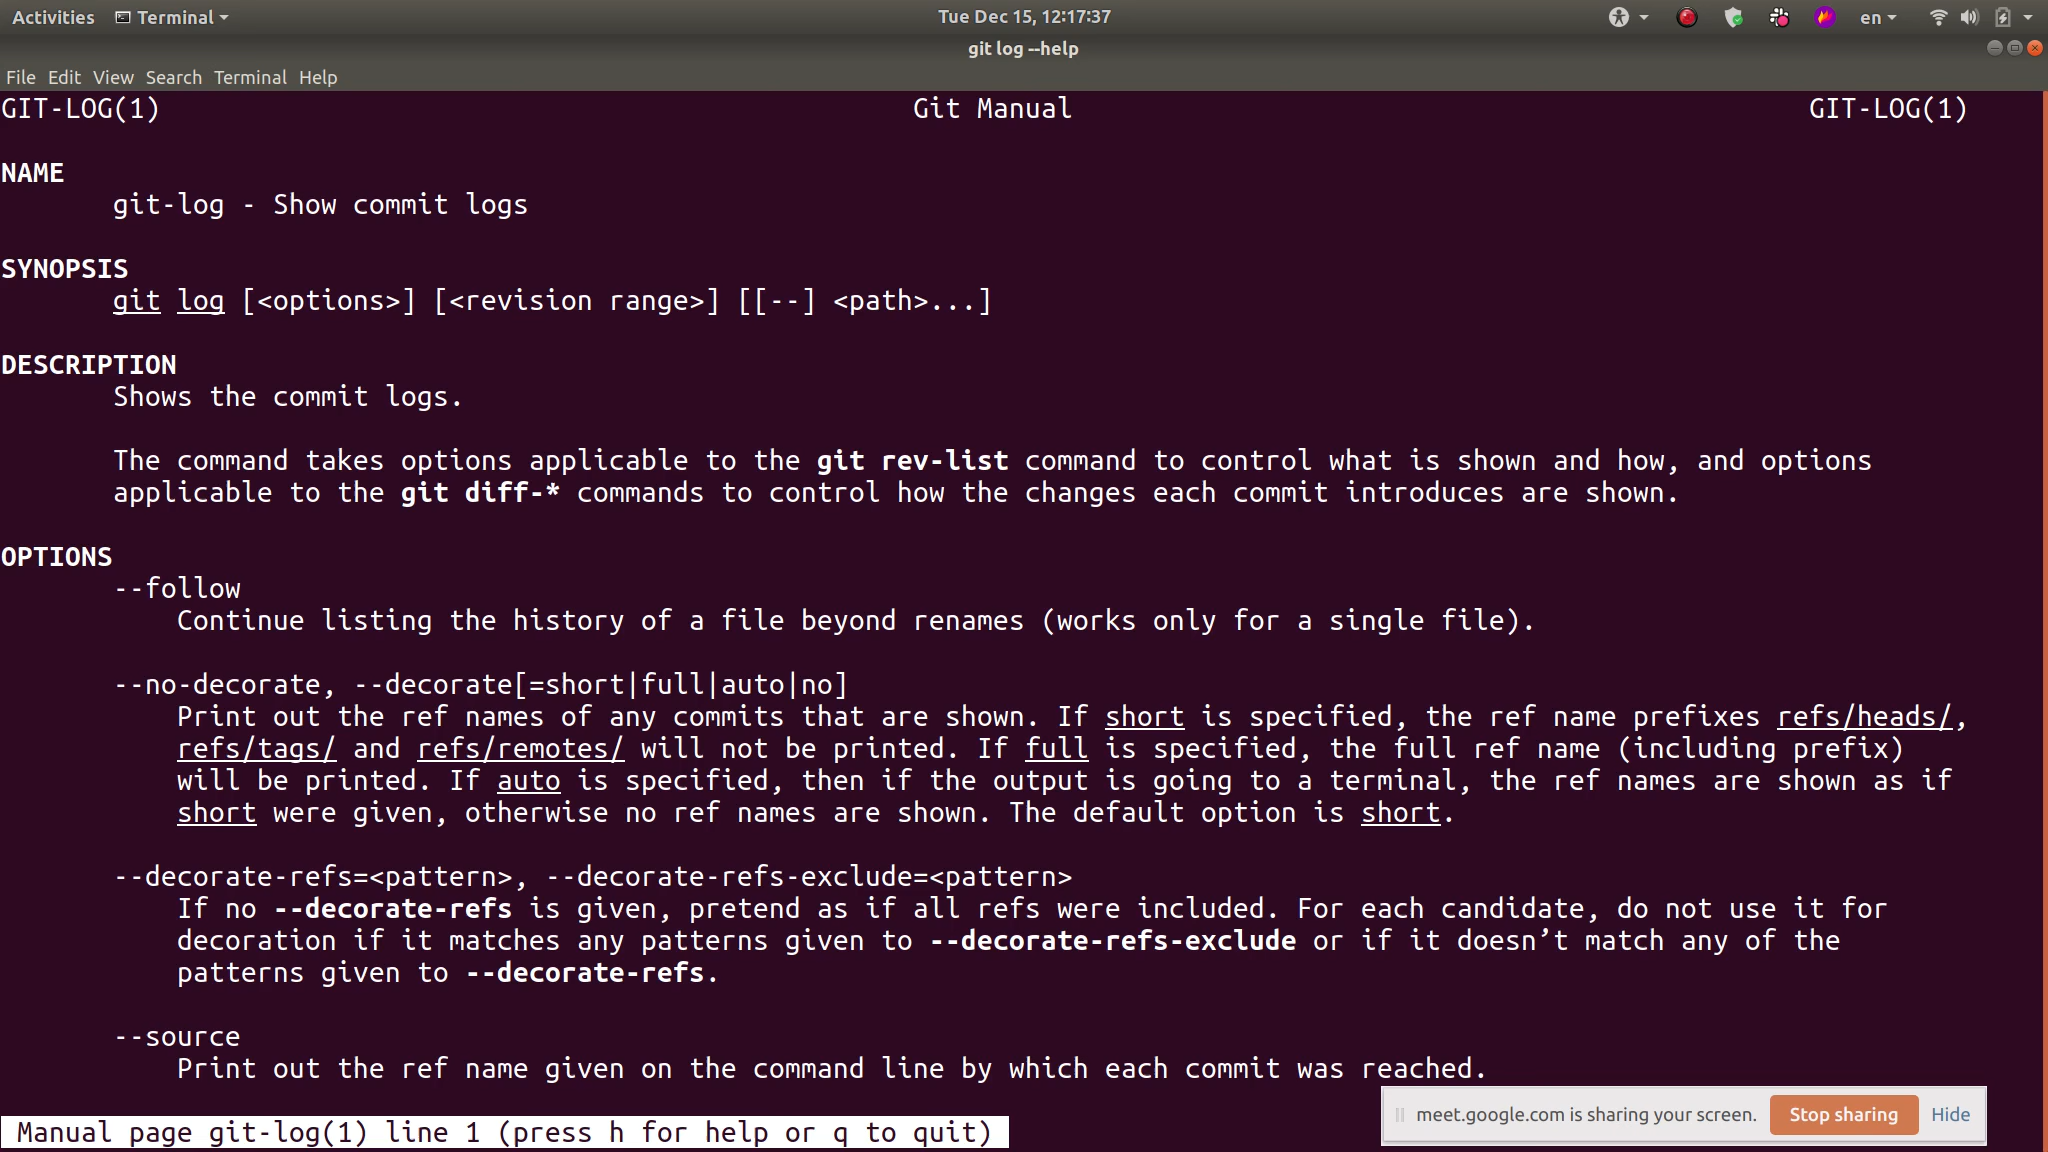 Activities Terminal Tue Dec 15, 12:17:37 en
git log --help
File Edit View Search Terminal Help
GIT-LOG(1) Git Manual GIT-LOG(1)
NAME
git-log - Show commit logs
SYNOPSIS
git log [<options>] [<revision range>] [[--] <path>...]
DESCRIPTION
Shows the commit logs.
The command takes options applicable to the git rev-list command to control what is shown and how, and options
applicable to the git diff-* commands to control how the changes each commit introduces are shown.
OPTIONS
--follow
Continue listing the history of a file beyond renames (works only for a single file).
--no-decorate, --decorate[=short|full|auto|no]
Print out the ref names of any commits that are shown. If short is specified, the ref name prefixes refs/heads/,
refs/tags/ and refs/remotes/ will not be printed. If full is specified, the full ref name (including prefix)
will be printed. If auto is specified, then if the output is going to a terminal, the ref names are shown as if
short were given, otherwise no ref names are shown. The default option is short.
--decorate-refs=<pattern>, --decorate-refs-exclude=<pattern>
If no --decorate-refs is given, pretend as if all refs were included. For each candidate, do not use it for
decoration if it matches any patterns given to --decorate-refs-exclude or if it doesn’t match any of the
patterns given to --decorate-refs.
--source
Print out the ref name given on the command line by which each commit was reached.
meet.google.com is sharing your screen. Stop sharing Hide
Manual page git-log(1) line 1 (press h for help or q to quit)